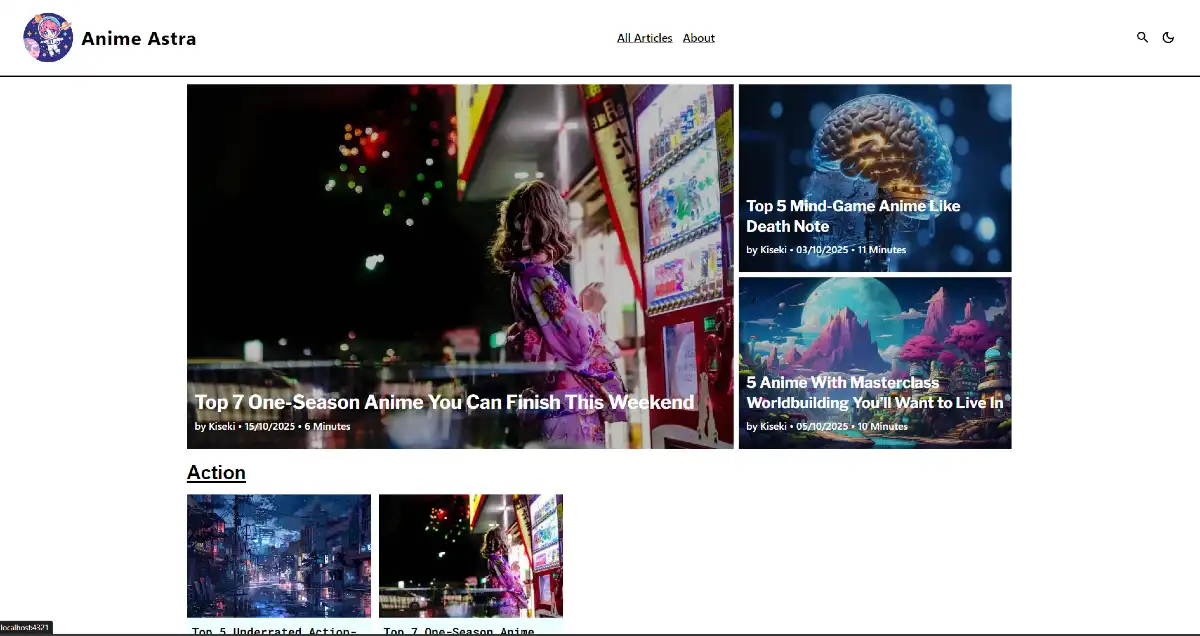 Anime Astra
All Articles
About
Top 7 One-Season Anime You Can Finish This Weekend
by Kiseki • 15/10/2025 • 6 Minutes
Top 5 Mind-Game Anime Like
Death Note
by Kiseki • 03/10/2025 • 11 Minutes
5 Anime With Masterclass
Worldbuilding You'll Want to Live In
by Kiseki • 05/10/2025 • 10 Minutes
Action
Top 5 Underrated Action-
Top 7 One-Season Anime
localhost:4321